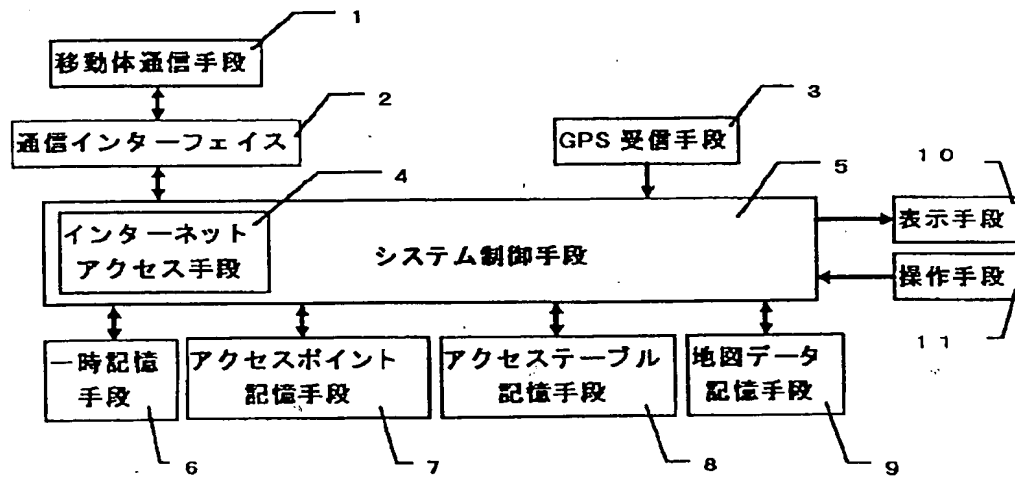 1
移動体通信手段
2
通信インターフェイス
3
GPS 受信手段
4
5
10
インターネット
アクセス手段
システム制御手段
表示手段
操作手段
11
一時記憶
手段
アクセスポイント
記憶手段
アクセステーブル
記憶手段
地図データ
記憶手段
6
7
8
9